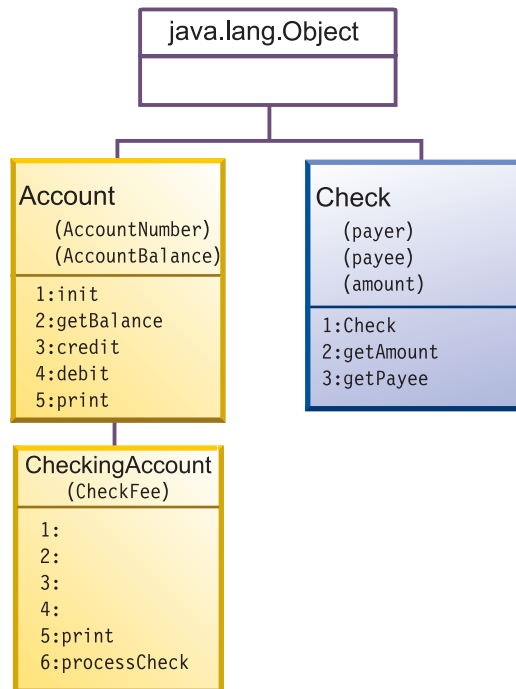 java.lang.Object
Account
(AccountNumber)
(AccountBalance)
1:init
2:getBalance
3:credit
4:debit
5:print
Check
(payer)
(payee)
(amount)
1:Check
2:getAmount
3:getPayee
CheckingAccount
(CheckFee)
1:
2:
3:
4:
5:print
6:processCheck